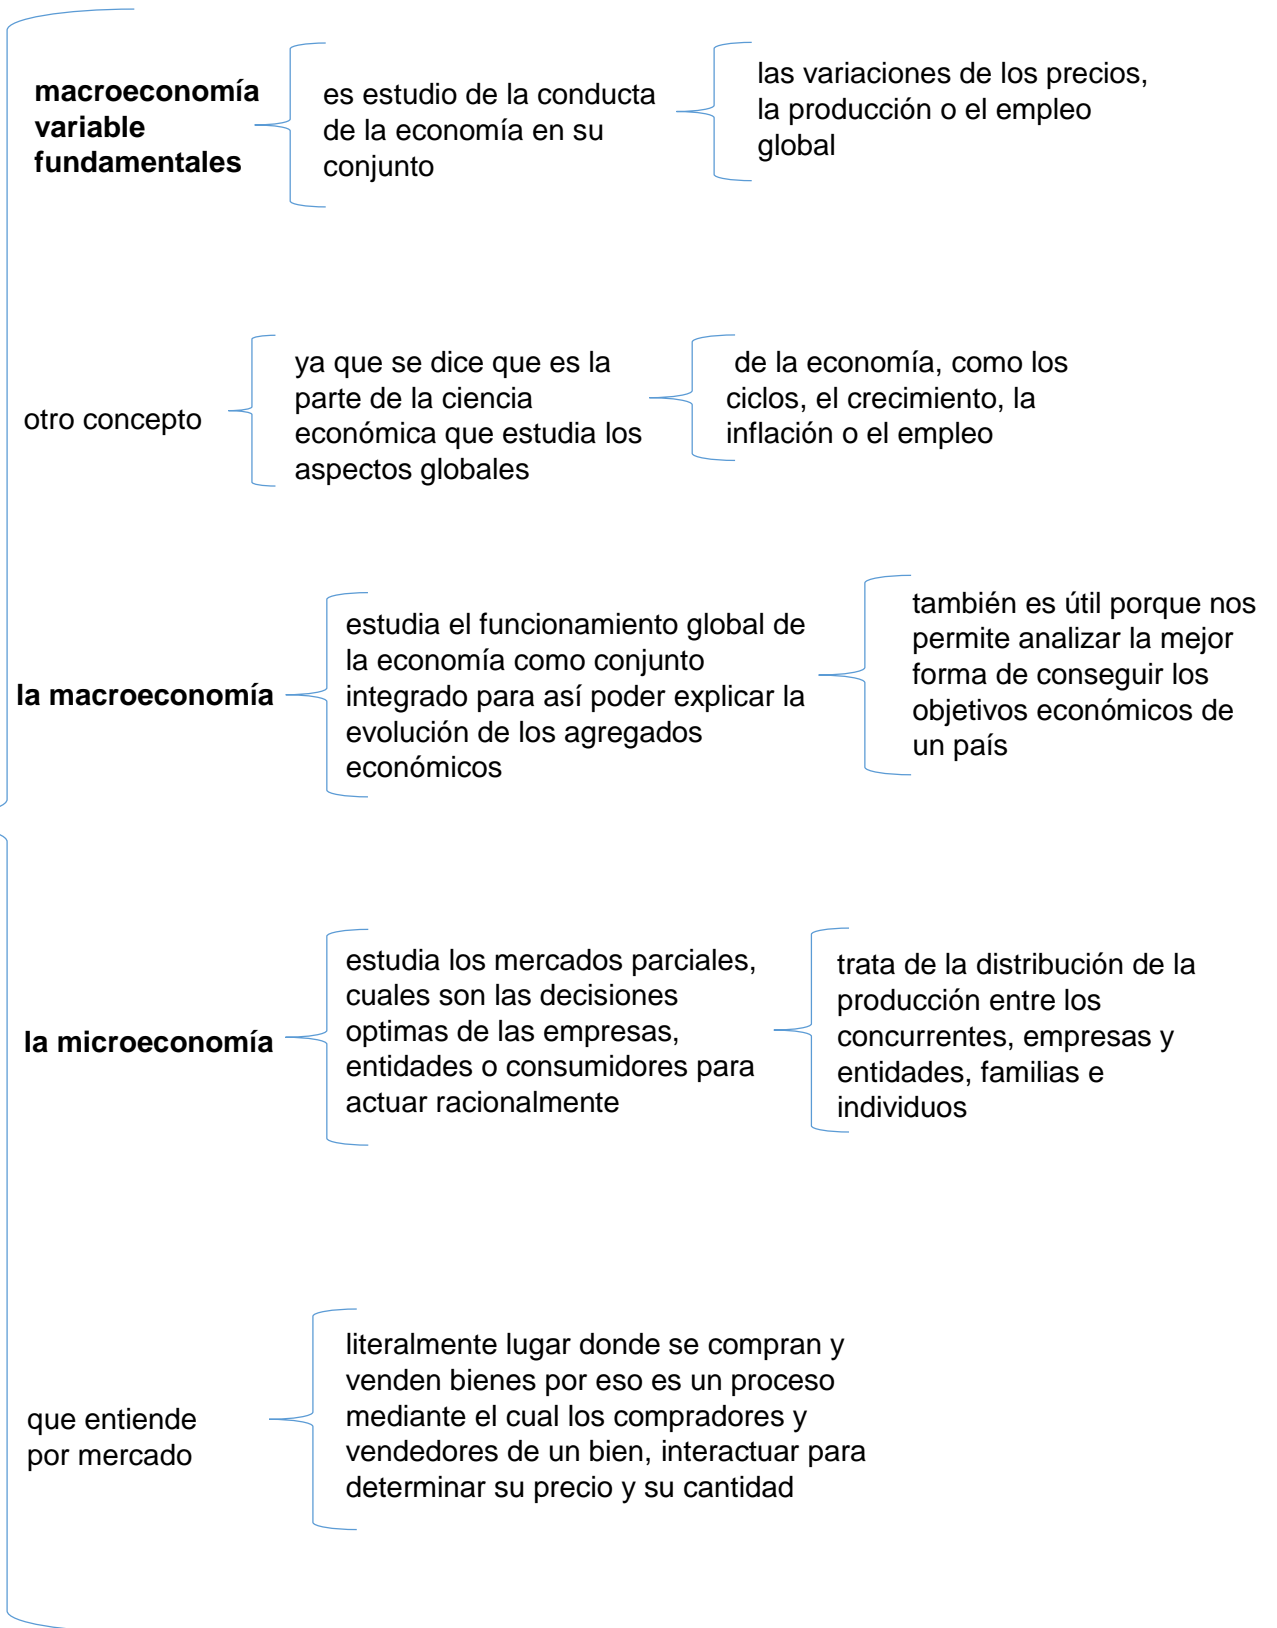 macroeconomía
variable
fundamentales
es estudio de la conducta
de la economía en su
conjunto
las variaciones de los precios,
la producción o el empleo
global
otro concepto
ya que se dice que es la
parte de la ciencia
económica que estudia los
aspectos globales
de la economía, como los
ciclos, el crecimiento, la
inflación o el empleo
la macroeconomía
estudia el funcionamiento global de
la economía como conjunto
integrado para así poder explicar la
evolución de los agregados
económicos
también es útil porque nos
permite analizar la mejor
forma de conseguir los
objetivos económicos de
un país
la microeconomía
estudia los mercados parciales,
cuales son las decisiones
optimas de las empresas,
entidades o consumidores para
actuar racionalmente
trata de la distribución de la
producción entre los
concurrentes, empresas y
entidades, familias e
individuos
que entiende
por mercado
literalmente lugar donde se compran y
venden bienes por eso es un proceso
mediante el cual los compradores y
vendedores de un bien, interactuar para
determinar su precio y su cantidad